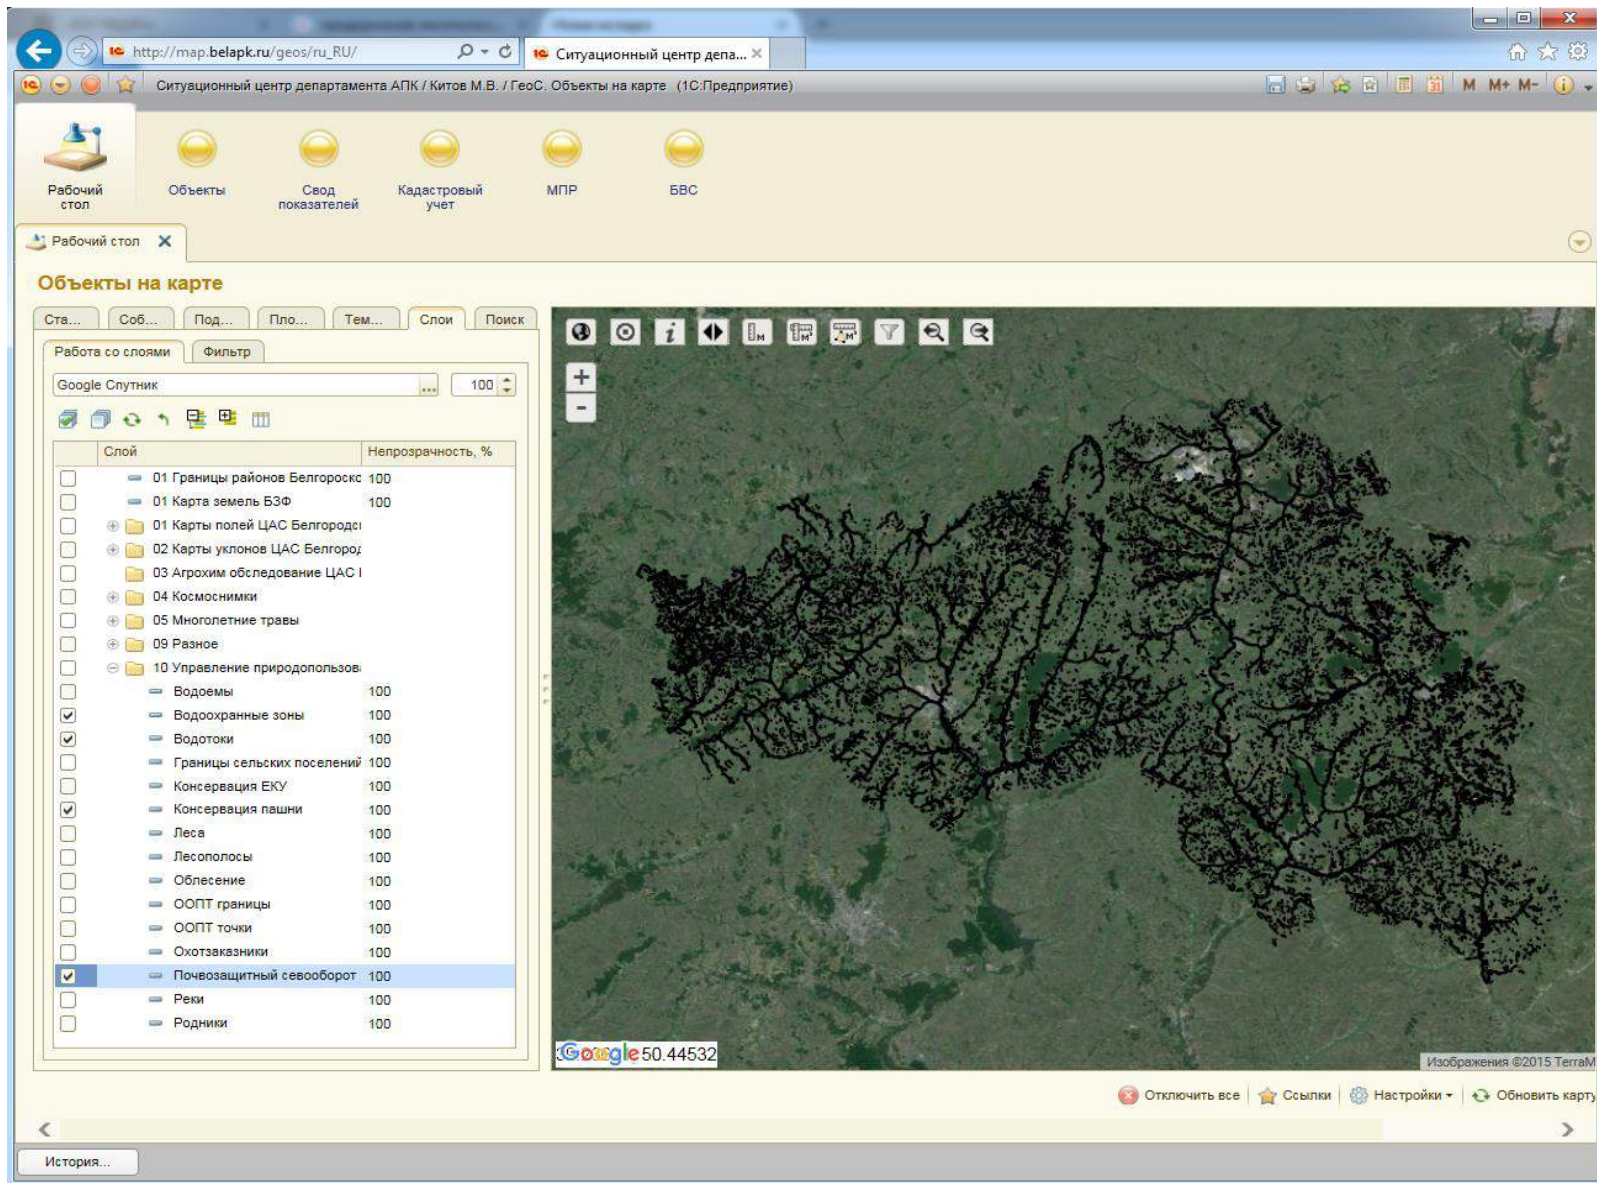 http://map.belapk.ru/geos/ru_RU/
Ситуационный центр депа...
Ситуационный центр департамента АПК / Китов М.В. / ГеоС. Объекты на карте (1С:Предприятие)
M M+ M-
Рабочий стол
Объекты
Свод показателей
Кадастровый учет
МПР
БВС
Рабочий стол
Объекты на карте
Ста... Соб... Под... Пло... Тем... Слои Поиск
Работа со слоями Фильтр
Google Спутник ... 100
Слой Непрозрачность, %
01 Границы районов Белгороско 100
01 Карта земель БЗФ 100
01 Карты полей ЦАС Белгородс
02 Карты уклонов ЦАС Белгород
03 Агрохим обследование ЦАС
04 Космоснимки
05 Многолетние травы
09 Разное
10 Управление природопользов
Водоемы 100
Водоохранные зоны 100
Водотоки 100
Границы сельских поселений 100
Консервация ЕКУ 100
Консервация пашни 100
Леса 100
Лесополосы 100
Облесение 100
ООПТ границы 100
ООПТ точки 100
Охотзаказники 100
Почвозащитный севооборот 100
Реки 100
Родники 100
Google 50.44532
Изображения ©2015 TerraM
Отключить все Ссылки Настройки Обновить карту
История...